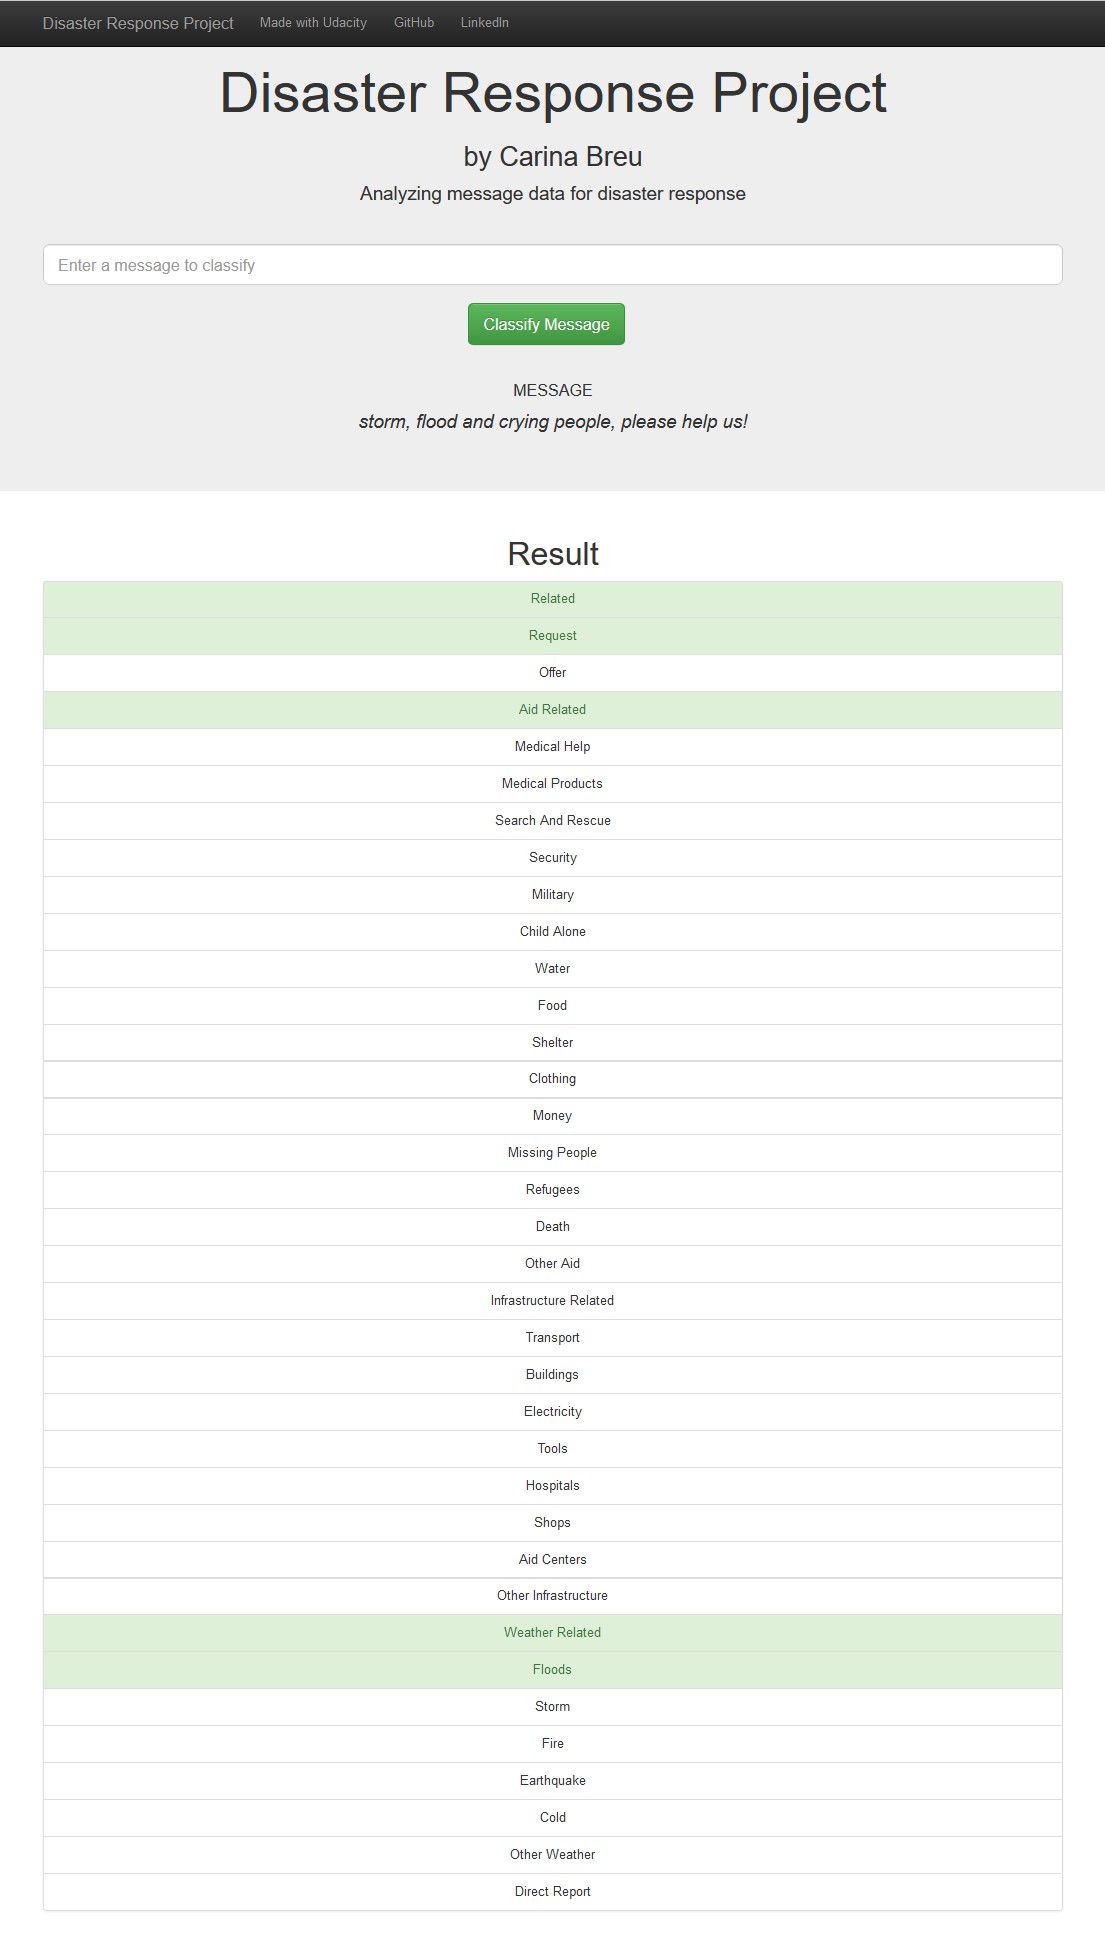 Disaster Response Project Made with Udacity GitHub LinkedIn
Disaster Response Project
by Carina Breu
Analyzing message data for disaster response
Enter a message to classify
Classify Message
MESSAGE
storm, flood and crying people, please help us!
Result
Related
Request
Offer
Aid Related
Medical Help
Medical Products
Search And Rescue
Security
Military
Child Alone
Water
Food
Shelter
Clothing
Money
Missing People
Refugees
Death
Other Aid
Infrastructure Related
Transport
Buildings
Electricity
Tools
Hospitals
Shops
Aid Centers
Other Infrastructure
Weather Related
Floods
Storm
Fire
Earthquake
Cold
Other Weather
Direct Report